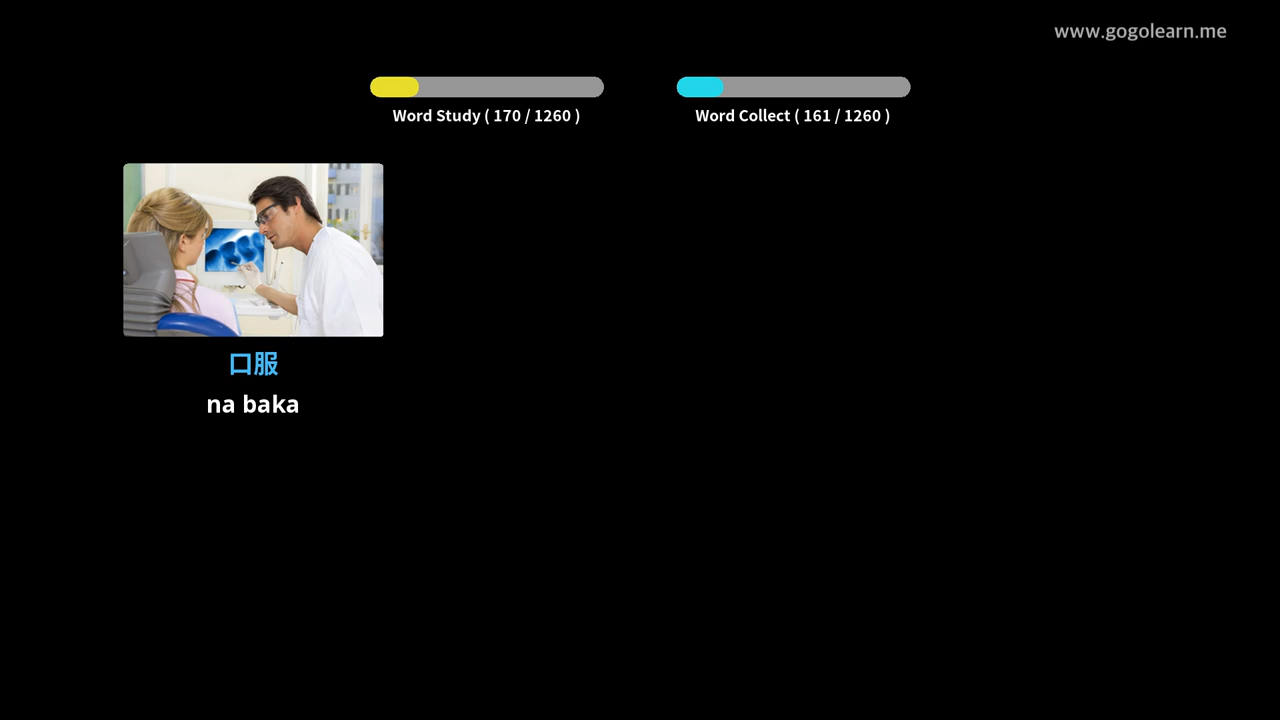 www.gogolearn.me
Word Study ( 170 / 1260 )
Word Collect ( 161 / 1260 )
口服
na baka